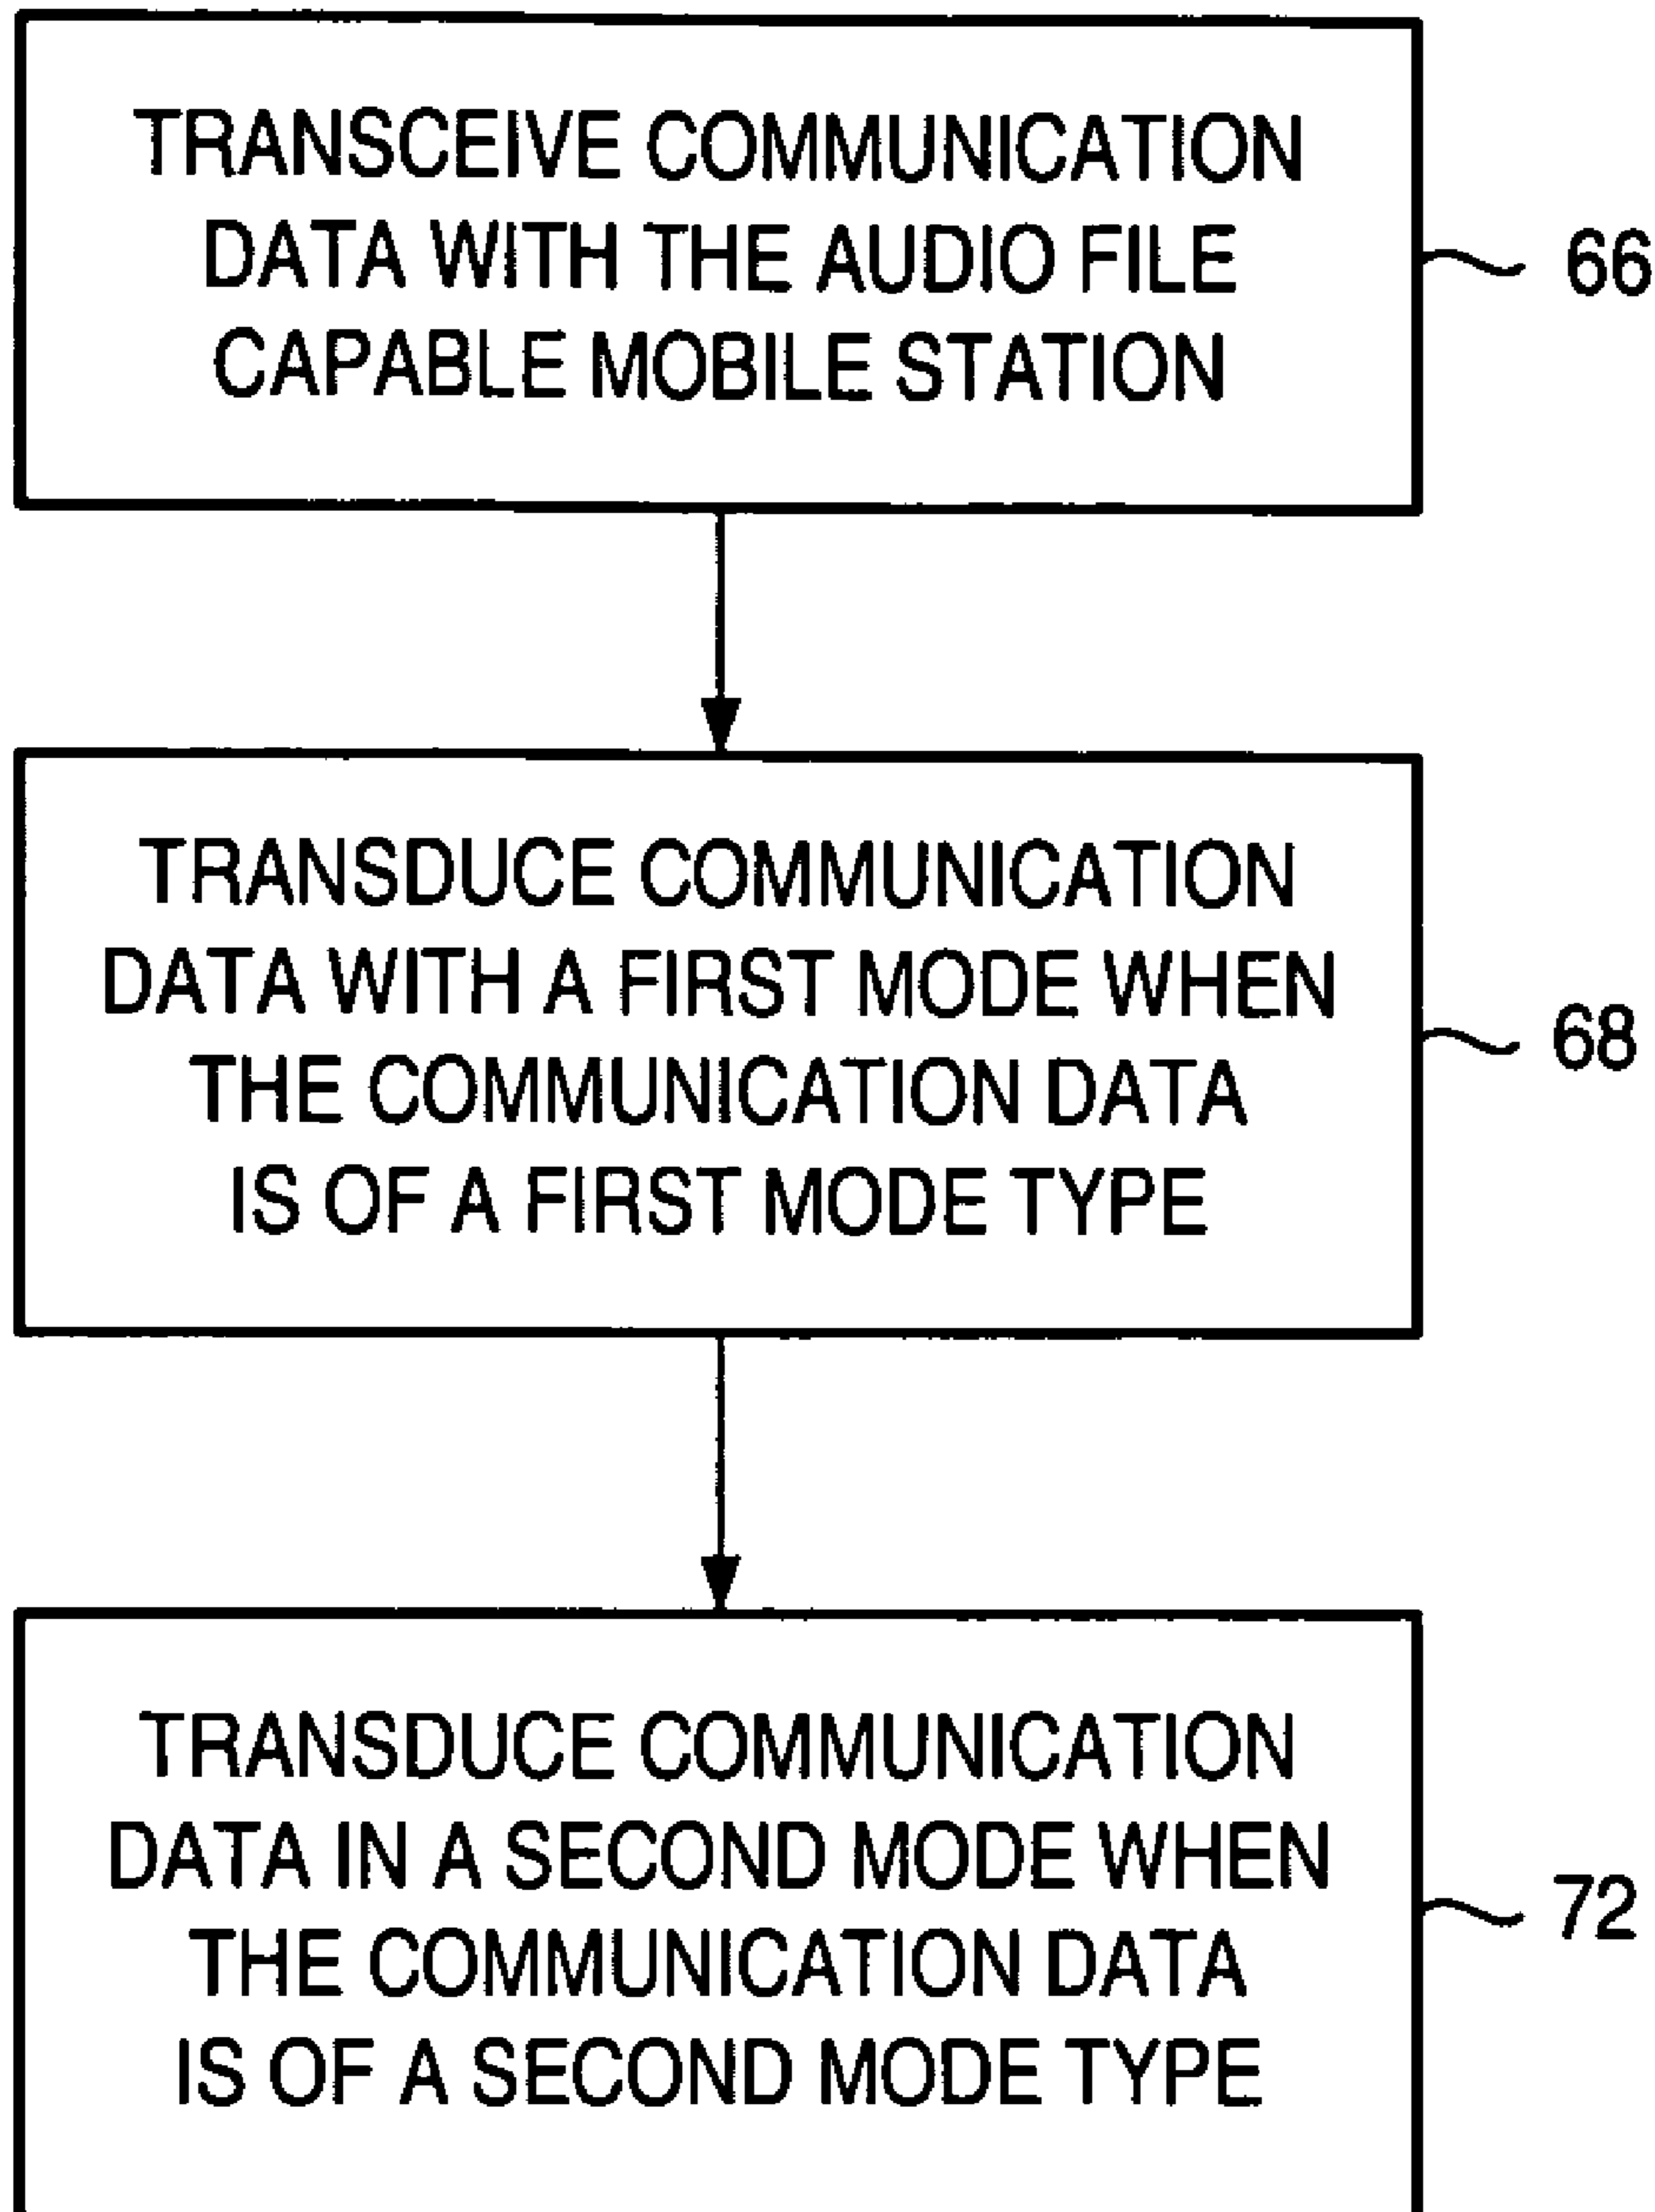 TRANSCEIVE COMMUNICATION
DATA WITH THE AUDIO FILE
CAPABLE MOBILE STATION
66
TRANSDUCE COMMUNICATION
DATA WITH A FIRST MODE WHEN
THE COMMUNICATION DATA
IS OF A FIRST MODE TYPE
68
TRANSDUCE COMMUNICATION
DATA IN A SECOND MODE WHEN
THE COMMUNICATION DATA
IS OF A SECOND MODE TYPE
72